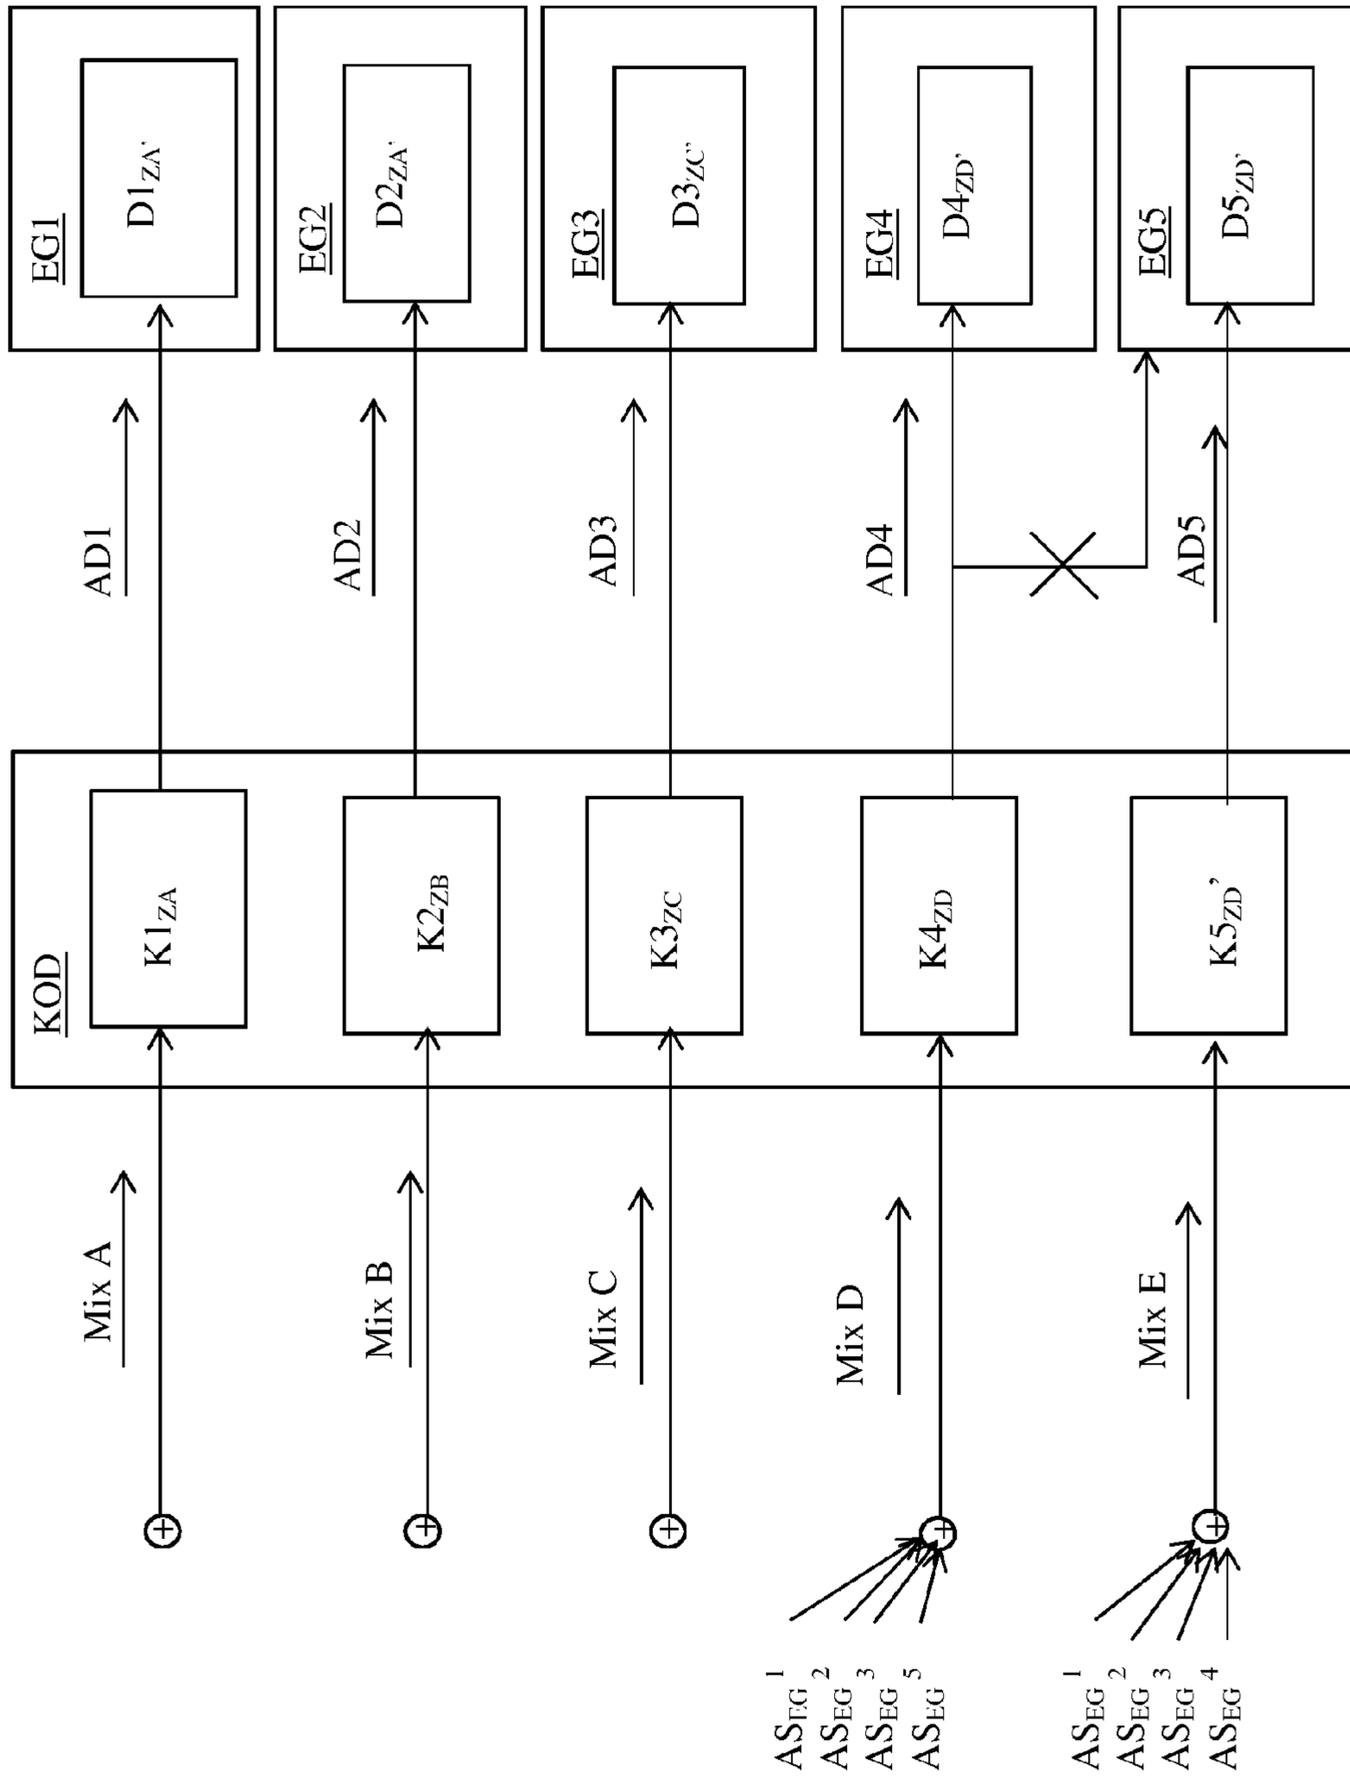 EG1
D1ZA'
EG2
D2ZA'
EG3
D3ZC''
EG4
D4ZD'
EG5
D5ZD'
AD1
AD2
AD3
AD4
AD5
KOD
K1ZA
K2ZB
K3ZC
K4ZD
K5ZD'
Mix A
Mix B
Mix C
Mix D
Mix E
ASEG1
ASEG2
ASEG3
ASEG5
ASEG1
ASEG2
ASEG3
ASEG4